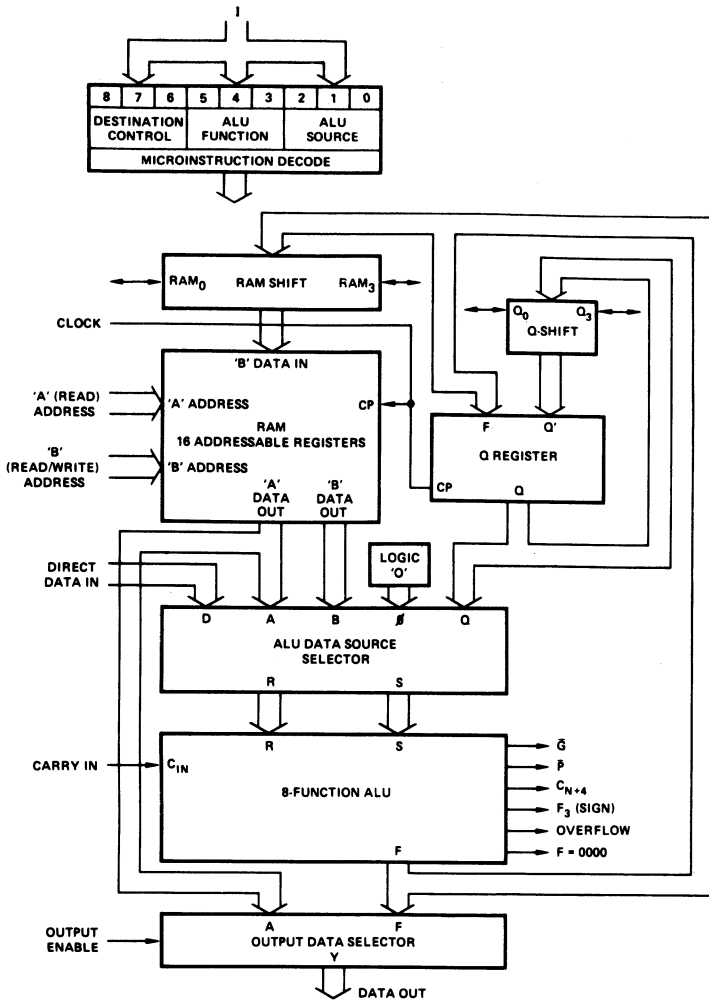 I
8 7 6 5 4 3 2 1 0
DESTINATION CONTROL
ALU FUNCTION
ALU SOURCE
MICROINSTRUCTION DECODE
RAM0 RAM SHIFT RAM3
Q0 Q3
Q-SHIFT
CLOCK
'B' DATA IN
'A' (READ)
ADDRESS
'A' ADDRESS
CP
RAM
16 ADDRESSABLE REGISTERS
'B'
(READ/WRITE)
ADDRESS
'B' ADDRESS
'A'
DATA
OUT
'B'
DATA
OUT
F Q'
Q REGISTER
CP Q
LOGIC
'O'
DIRECT
DATA IN
D A B Ø Q
ALU DATA SOURCE
SELECTOR
R S
R S
CARRY IN
CIN
8-FUNCTION ALU
F
G̅
P̅
CN+4
F3 (SIGN)
OVERFLOW
F = 0000
OUTPUT
ENABLE
A F
OUTPUT DATA SELECTOR
Y
DATA OUT